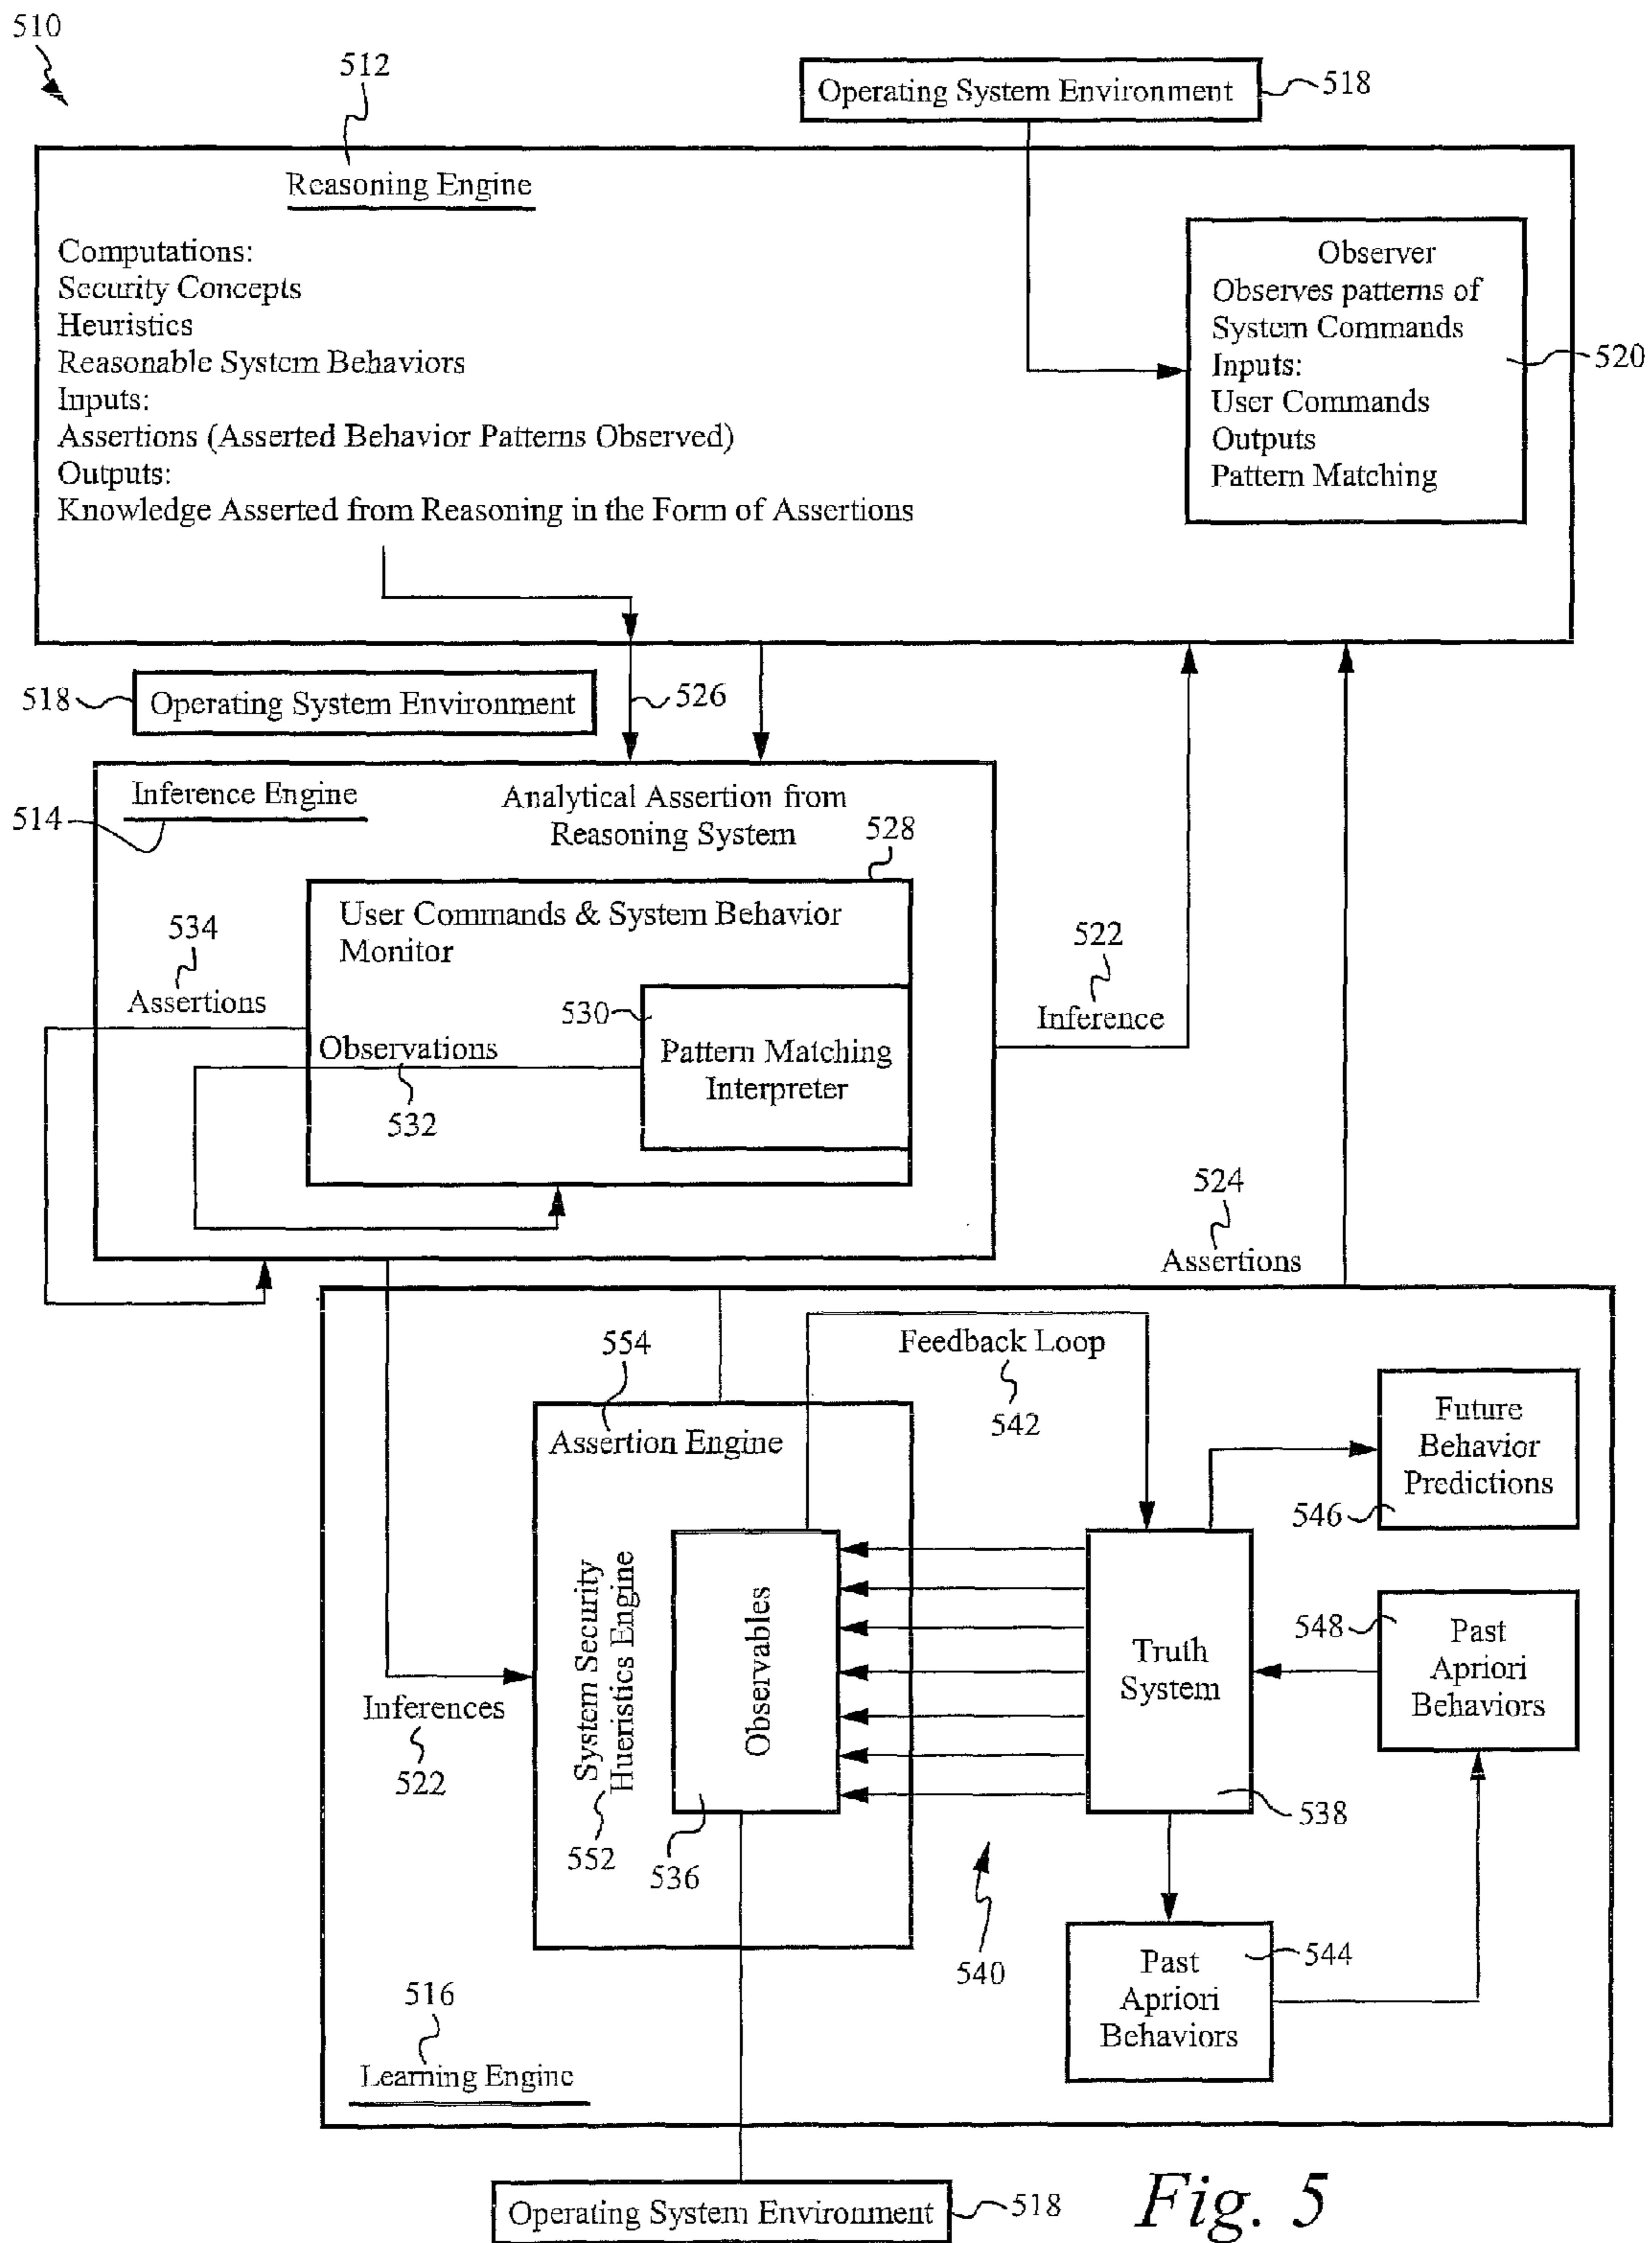 510
512
Operating System Environment
518
Reasoning Engine
Computations:
Security Concepts
Heuristics
Reasonable System Behaviors
Inputs:
Assertions (Asserted Behavior Patterns Observed)
Outputs:
Knowledge Asserted from Reasoning in the Form of Assertions
Observer
Observes patterns of
System Commands
Inputs:
User Commands
Outputs
Pattern Matching
520
518
Operating System Environment
526
Inference Engine
514
Analytical Assertion from
Reasoning System
528
User Commands & System Behavior
Monitor
534
Assertions
530
Pattern Matching
Interpreter
Observations
532
522
Inference
524
Assertions
554
Assertion Engine
Feedback Loop
542
Future
Behavior
Predictions
546
System Security
Hueristics Engine
552
Observables
536
Truth
System
538
548
Past
Apriori
Behaviors
Inferences
522
540
Past
Apriori
Behaviors
544
516
Learning Engine
Operating System Environment
518
Fig. 5